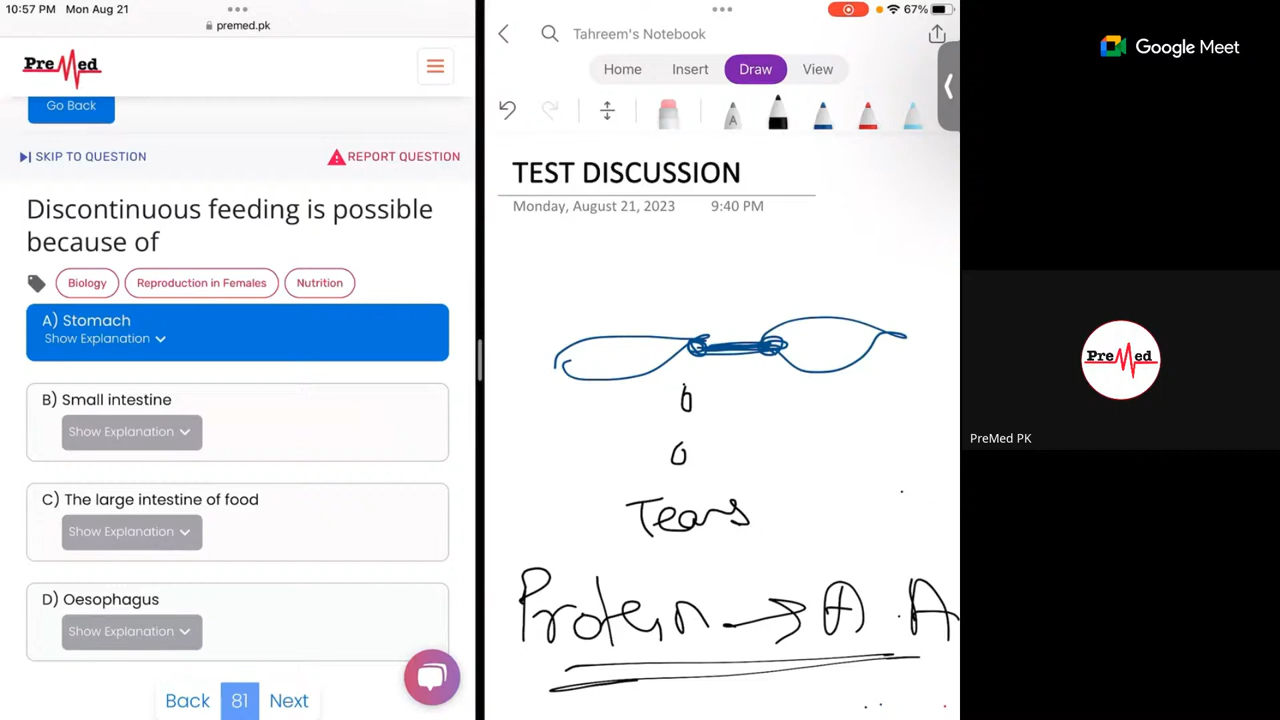 10:57 PM Mon Aug 21
premed.pk
PreMed
Go Back
SKIP TO QUESTION
REPORT QUESTION
Discontinuous feeding is possible
because of
Biology
Reproduction in Females
Nutrition
A) Stomach
Show Explanation
B) Small intestine
Show Explanation
C) The large intestine of food
Show Explanation
D) Oesophagus
Show Explanation
Back
81
Next
67%
Tahreem's Notebook
Home
Insert
Draw
View
A
TEST DISCUSSION
Monday, August 21, 2023
9:40 PM
Tears
Protein → A.A
Google Meet
PreMed
PreMed PK